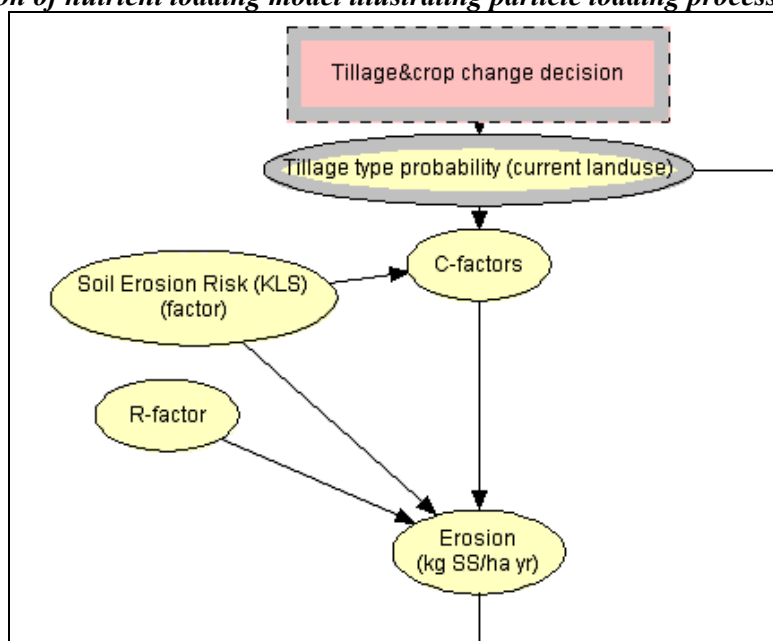 on of nutrient loading model illustrating particle loading process
Tillage&crop change decision
Tillage type probability (current landuse)
C-factors
Soil Erosion Risk (KLS)
(factor)
R-factor
Erosion
(kg SS/ha yr)